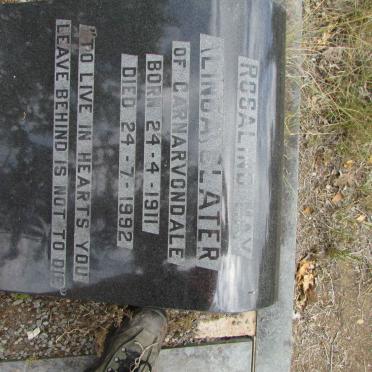 ROSALIND MAY
SLATER
OF CARNARVONDALE
BORN 24-4-1911
DIED 24-7-1992
TO LIVE IN HEARTS YOU
LEAVE BEHIND IS NOT TO DIE